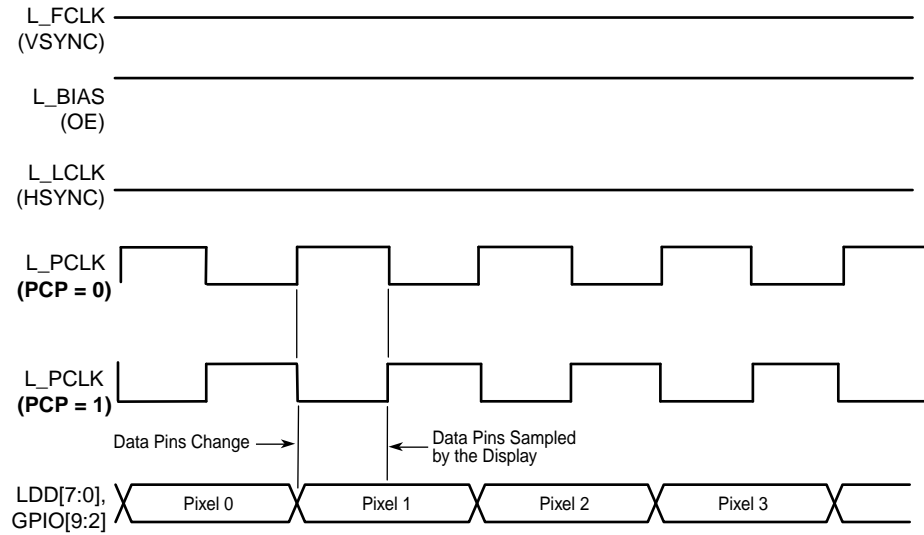 L_FCLK
(VSYNC)
L_BIAS
(OE)
L_LCLK
(HSYNC)
L_PCLK
(PCP = 0)
L_PCLK
(PCP = 1)
Data Pins Change
Data Pins Sampled
by the Display
LDD[7:0],
GPIO[9:2]
Pixel 0
Pixel 1
Pixel 2
Pixel 3